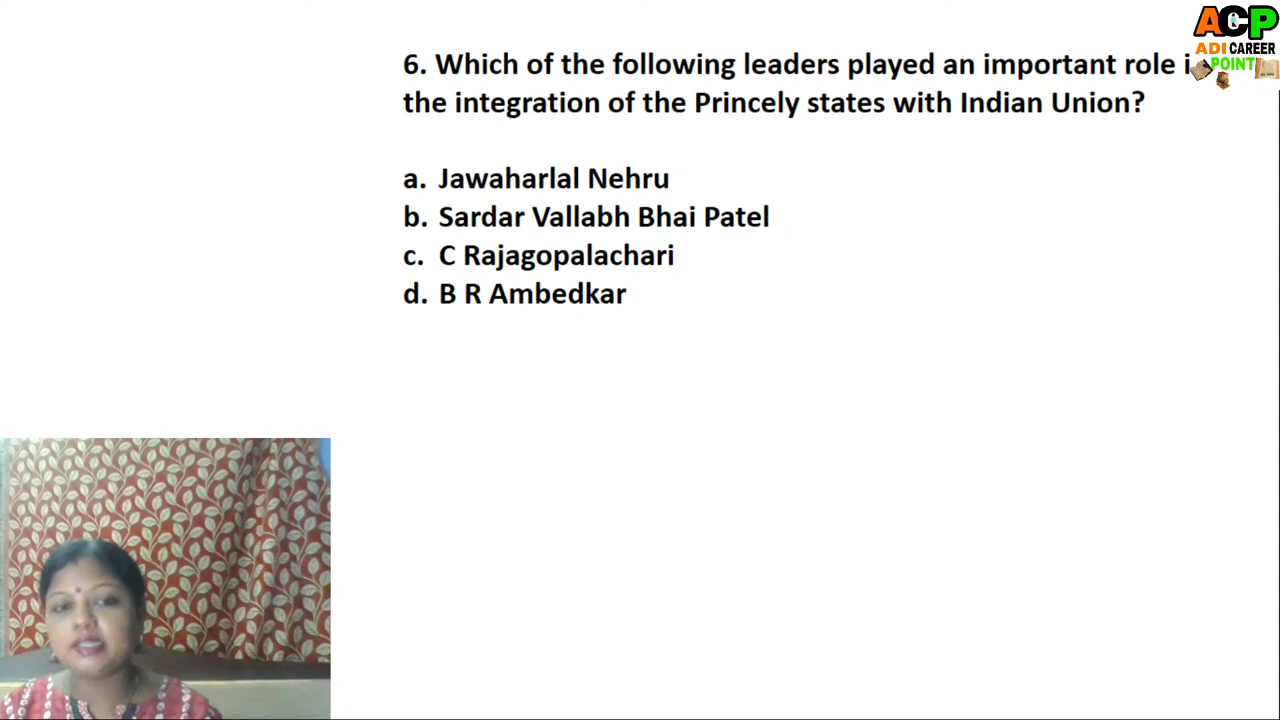 ACP
ADI CAREER
POINT
6. Which of the following leaders played an important role
the integration of the Princely states with Indian Union?
a. Jawaharlal Nehru
b. Sardar Vallabh Bhai Patel
c. C Rajagopalachari
d. B R Ambedkar